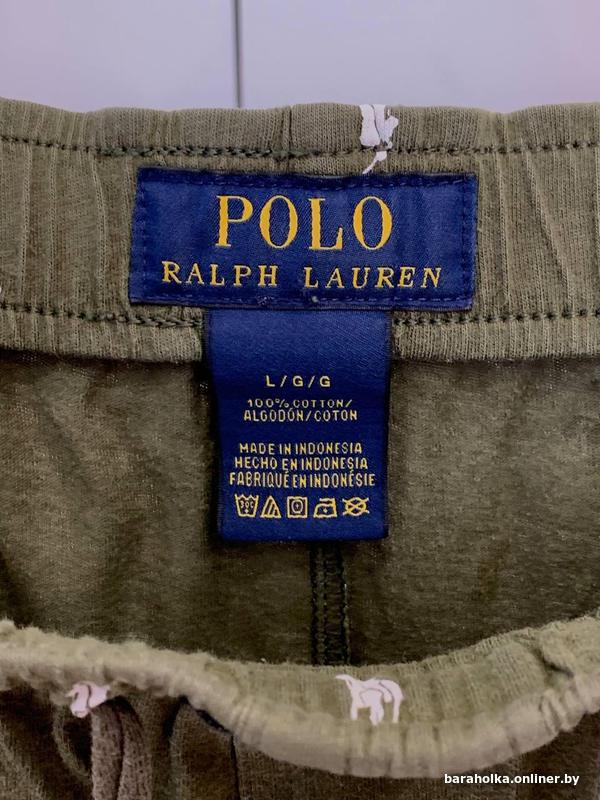 POLO
RALPH LAUREN
L/G/G
100% COTTON/
ALGODÓN/COTON
MADE IN INDONESIA
HECHO EN INDONESIA
FABRIQUÉ EN INDONÉSIE
baraholka.onliner.by